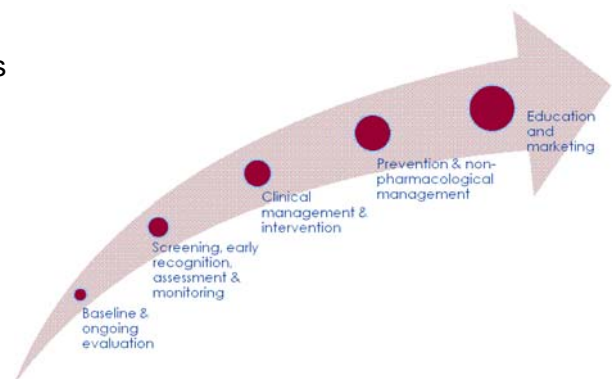 s
Education
and
marketing
Prevention & non-
pharmacological
management
Clinical
management &
intervention
Screening, early
recognition,
assessment &
monitoring
Baseline &
ongoing
evaluation